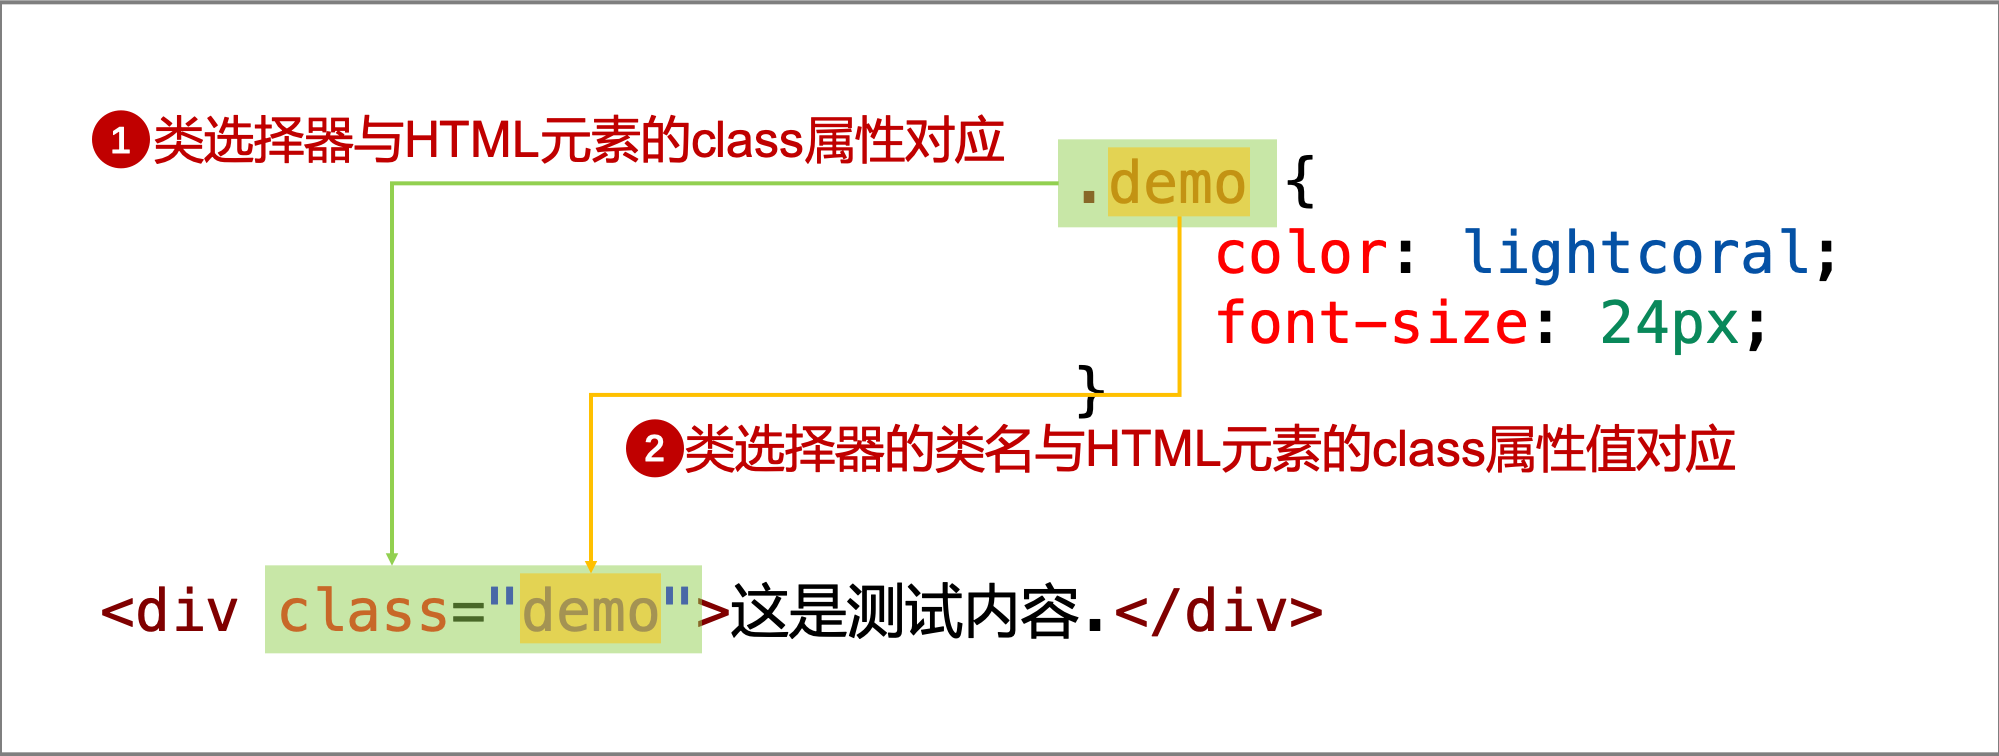 1 类选择器与HTML元素的class属性对应
.demo {
color: lightcoral;
font-size: 24px;
}
2 类选择器的类名与HTML元素的class属性值对应
<div class="demo">这是测试内容.</div>